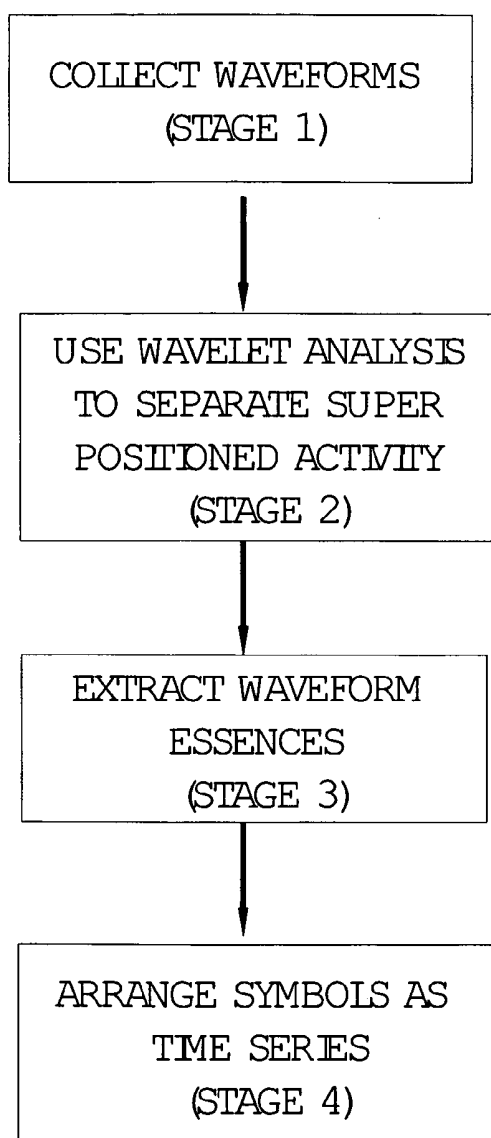 COLLECT WAVEFORMS
(STAGE 1)
USE WAVELET ANALYSIS
TO SEPARATE SUPER
POSITIONED ACTIVITY
(STAGE 2)
EXTRACT WAVEFORM
ESSENCES
(STAGE 3)
ARRANGE SYMBOLS AS
TIME SERIES
(STAGE 4)